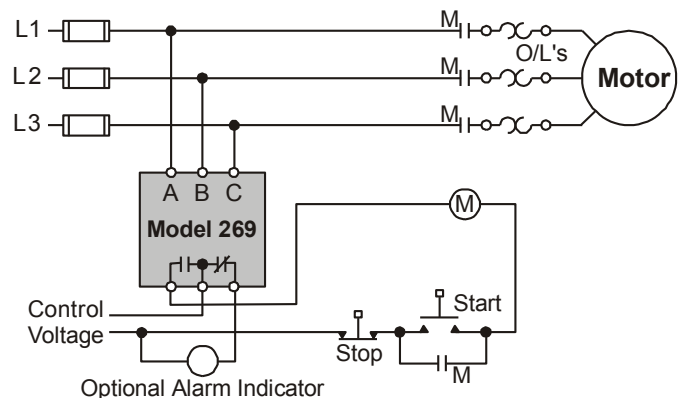 L1
M
O/L's
L2
M
Motor
L3
M
A B C
Model 269
M
Control
Voltage
Start
Stop
M
Optional Alarm Indicator